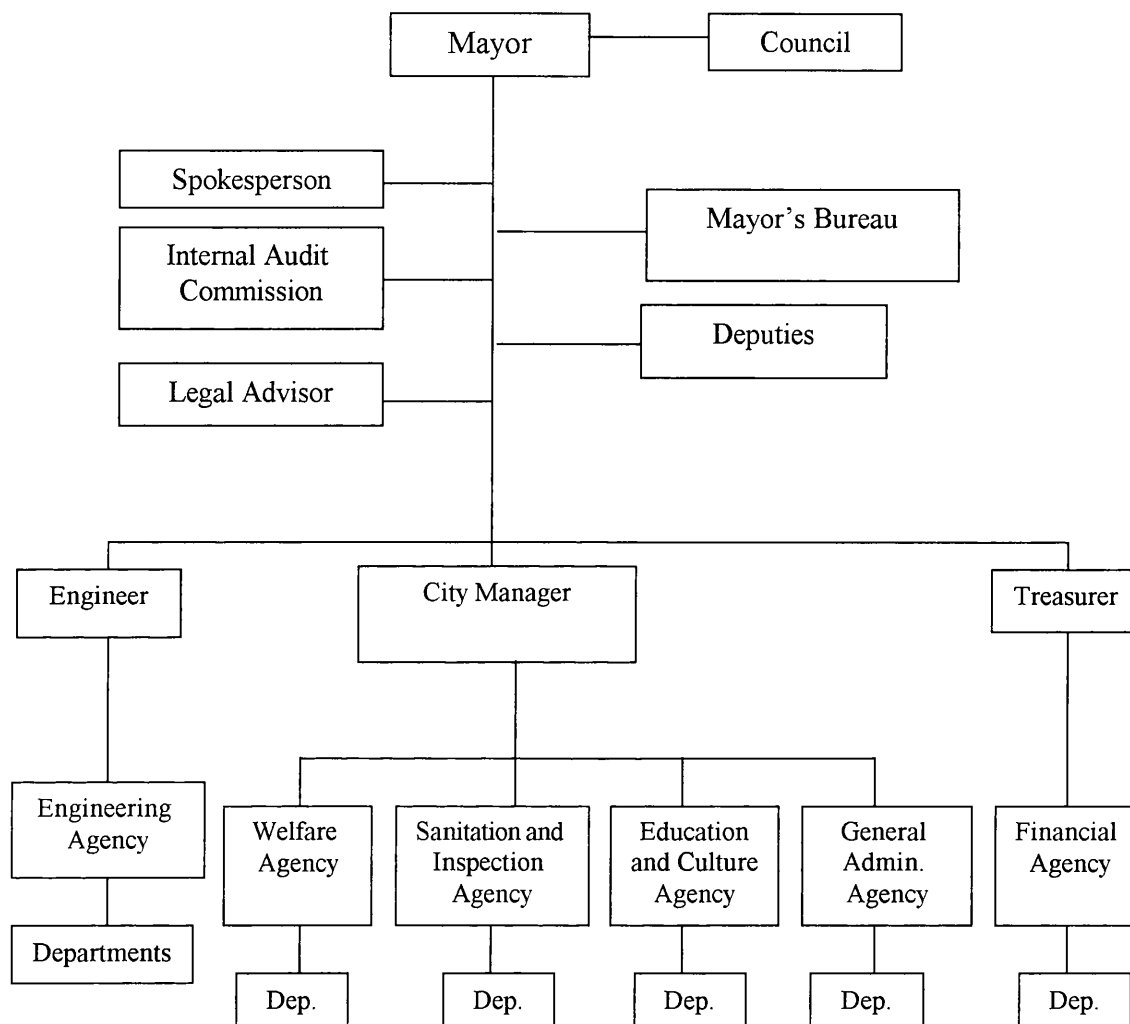 Mayor
Council
Spokesperson
Mayor's Bureau
Internal Audit
Commission
Deputies
Legal Advisor
Engineer
City Manager
Treasurer
Engineering
Agency
Welfare
Agency
Sanitation and
Inspection
Agency
Education
and Culture
Agency
General
Admin.
Agency
Financial
Agency
Departments
Dep.
Dep.
Dep.
Dep.
Dep.